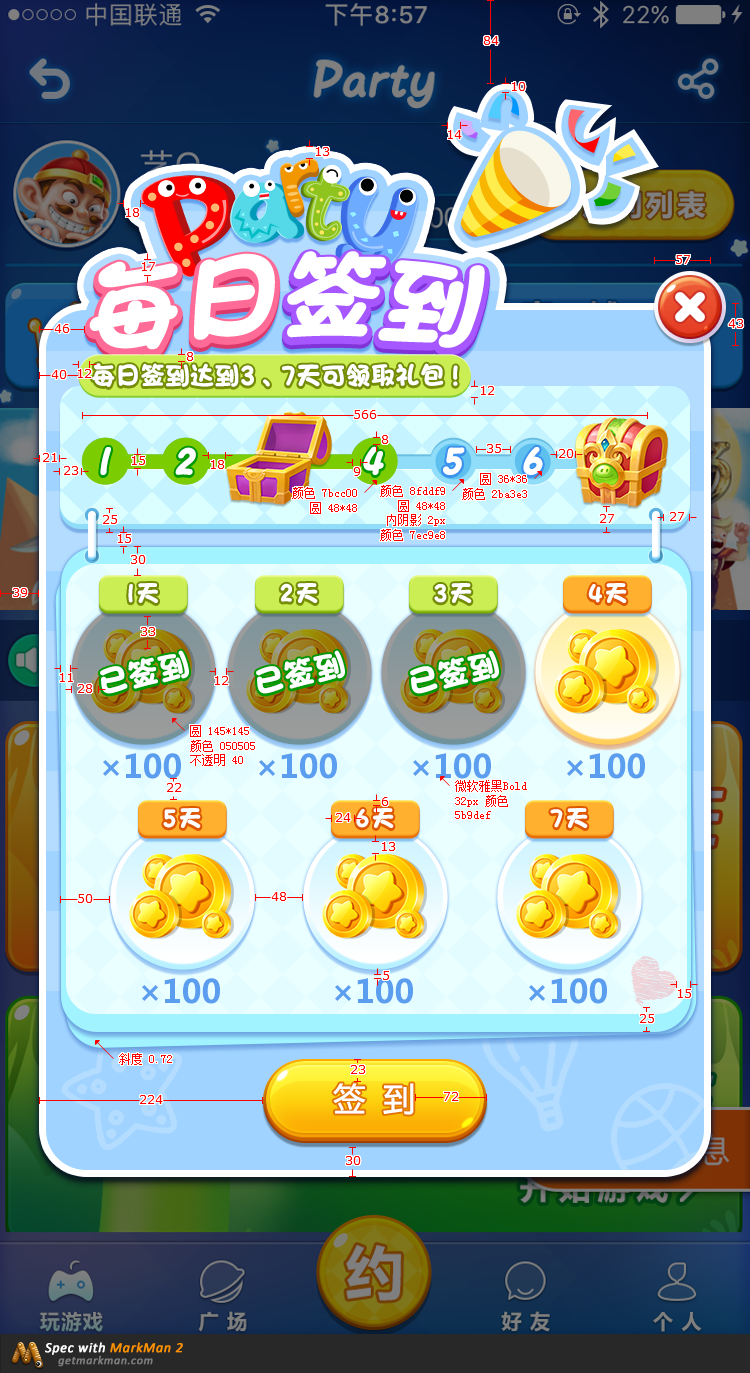 中国联通 下午8:57 22%
84
Party
10
14
13
18
列表
Party
17
57
每日签到
46
43
8
40 12 每日签到达到3、7天可领取礼包！
12
566
8
21 23 1 15 2 18 9 4 5 35 6 20
颜色 7bcc00
圆 48*48
颜色 8fddf9
圆 48*48
内阴影 2px
颜色 7ec9e8
圆 36*36
颜色 2ba3e3
25 27 27
15
30
39
1天 2天 3天 4天
33
已签到 已签到 已签到
11 28 12
圆 145*145
颜色 050505
不透明 40
×100 ×100 ×100 ×100
22
微软雅黑Bold
32px 颜色
5b9def
6
5天 24 6天 7天
13
50 48
5
×100 ×100 ×100
15
25
斜度 0.72
23
224 签到 72
息
30
开始游戏
约
玩游戏 广场 好友 个人
Spec with MarkMan 2
getmarkman.com